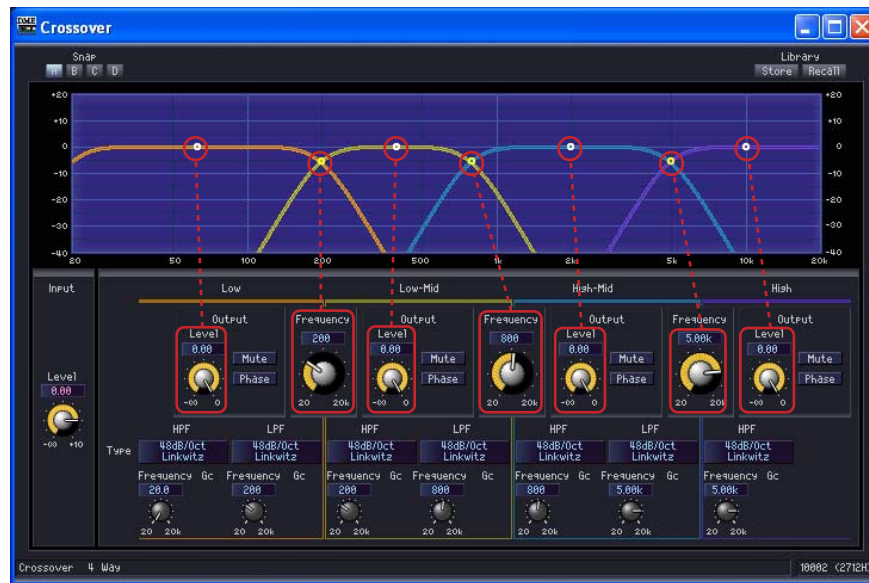 DME Crossover
Snap
A B C D
Library
Store Recall
+20 +20
+10 +10
0 0
-10 -10
-20 -20
-30 -30
-40 -40
20 50 100 200 500 1k 2k 5k 10k 20k
Input Low Low-Mid High-Mid High
Output Frequency Output Frequency Output Frequency Output
Level 200 Level 800 Level 5.00k Level
0.00 0.00 0.00 0.00
Mute Mute Mute Mute
Phase Phase Phase Phase
Level
0.00
-∞ 0 20 20k -∞ 0 20 20k -∞ 0 20 20k -∞ 0
-∞ +10
HPF LPF HPF LPF HPF LPF HPF
Type 48dB/Oct 48dB/Oct 48dB/Oct 48dB/Oct 48dB/Oct 48dB/Oct 48dB/Oct
Linkwitz Linkwitz Linkwitz Linkwitz Linkwitz Linkwitz Linkwitz
Frequency Gc Frequency Gc Frequency Gc Frequency Gc Frequency Gc Frequency Gc Frequency Gc
20.0 200 200 800 800 5.00k 5.00k
20 20k 20 20k 20 20k 20 20k 20 20k 20 20k 20 20k
Crossover 4 Way 10002 (2712H)